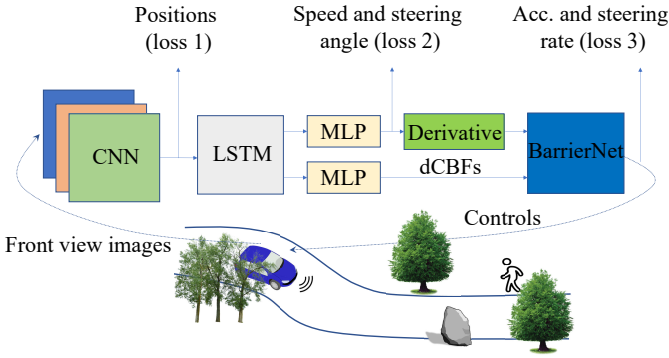 Positions
(loss 1)
Speed and steering
angle (loss 2)
Acc. and steering
rate (loss 3)
CNN
LSTM
MLP
Derivative
BarrierNet
MLP
dCBFs
Controls
Front view images